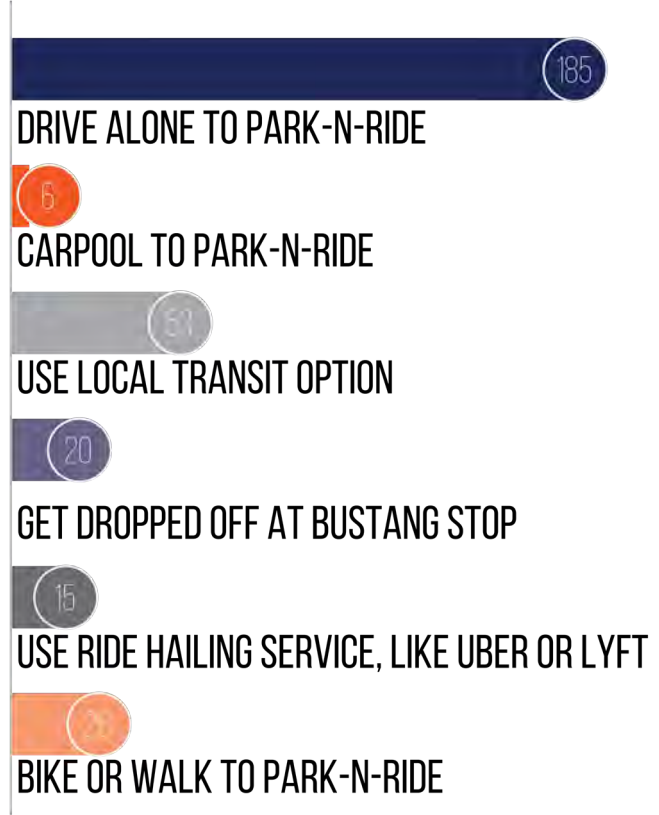 185
DRIVE ALONE TO PARK-N-RIDE
6
CARPOOL TO PARK-N-RIDE
53
USE LOCAL TRANSIT OPTION
20
GET DROPPED OFF AT BUSTANG STOP
15
USE RIDE HAILING SERVICE, LIKE UBER OR LYFT
BIKE OR WALK TO PARK-N-RIDE